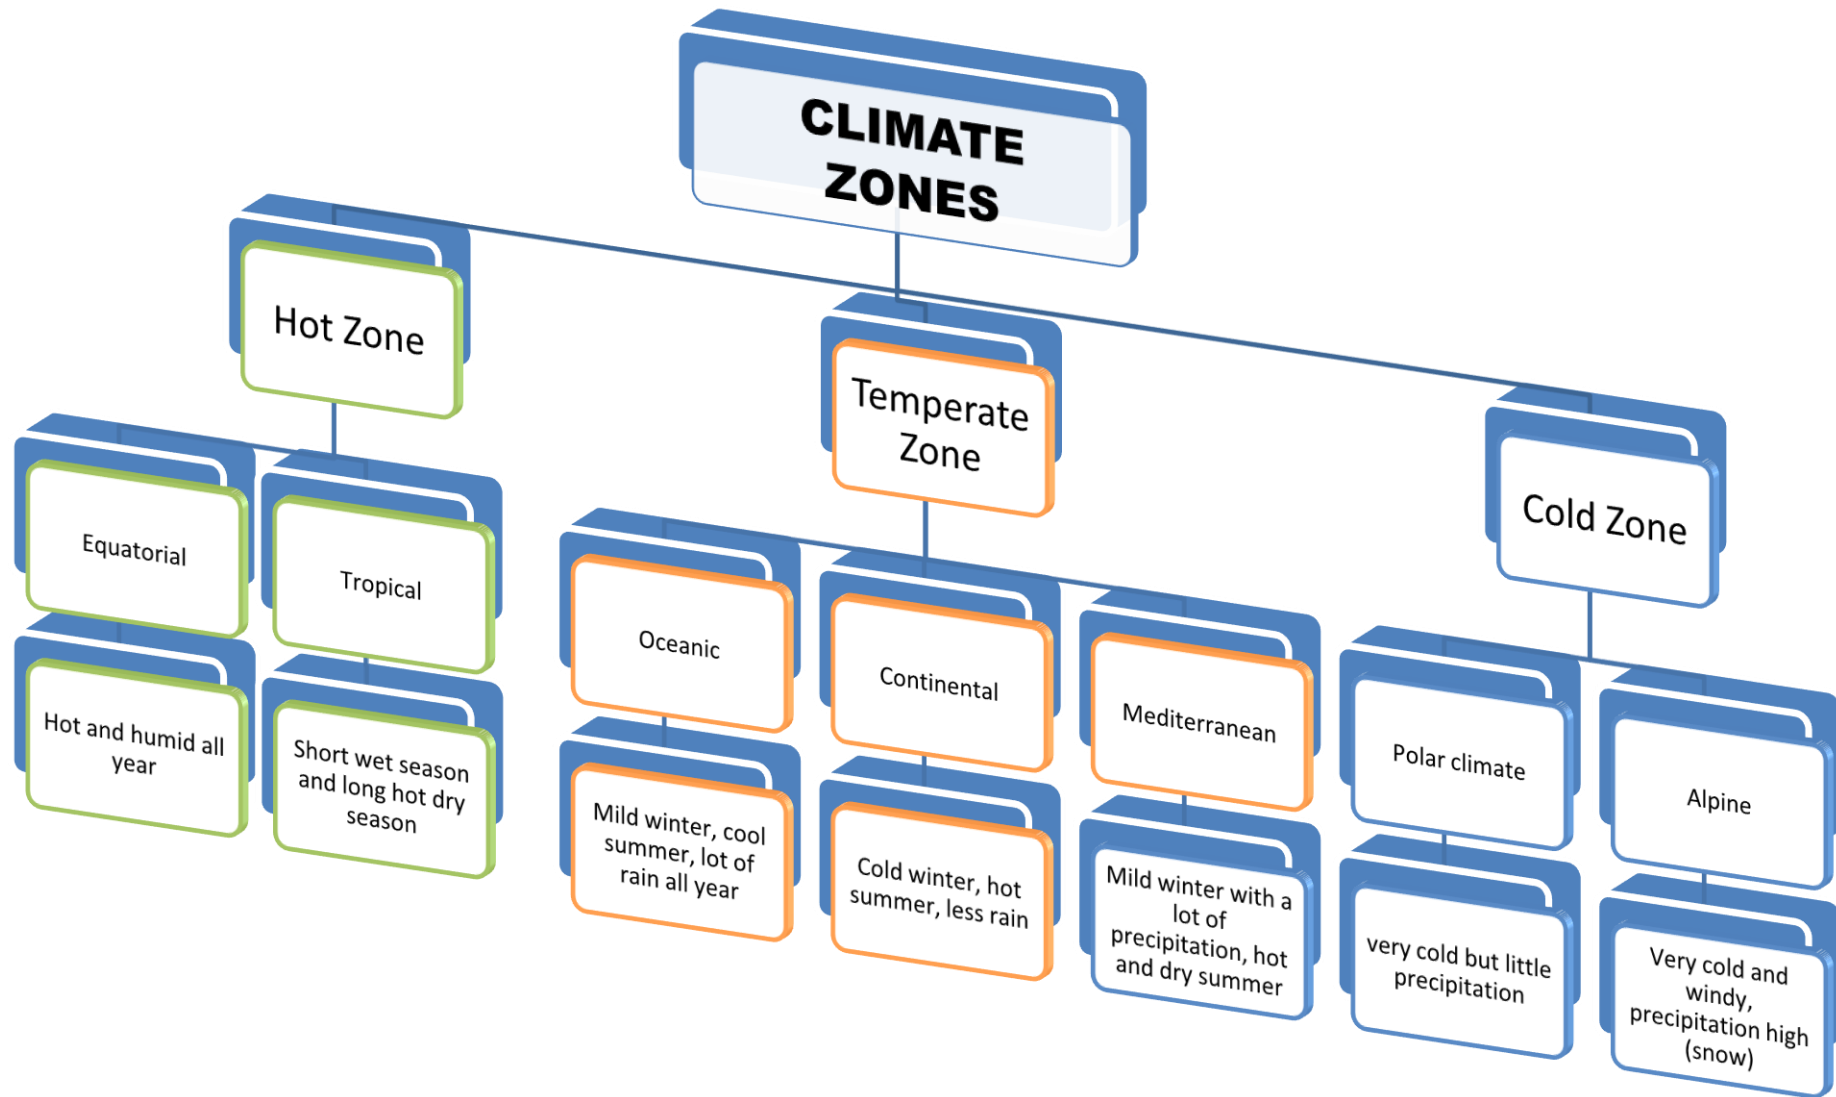 CLIMATE
ZONES
Hot Zone
Temperate
Zone
Cold Zone
Equatorial
Tropical
Oceanic
Continental
Mediterranean
Polar climate
Alpine
Hot and humid all
year
Short wet season
and long hot dry
season
Mild winter, cool
summer, lot of
rain all year
Cold winter, hot
summer, less rain
Mild winter with a
lot of
precipitation, hot
and dry summer
very cold but little
precipitation
Very cold and
windy,
precipitation high
(snow)